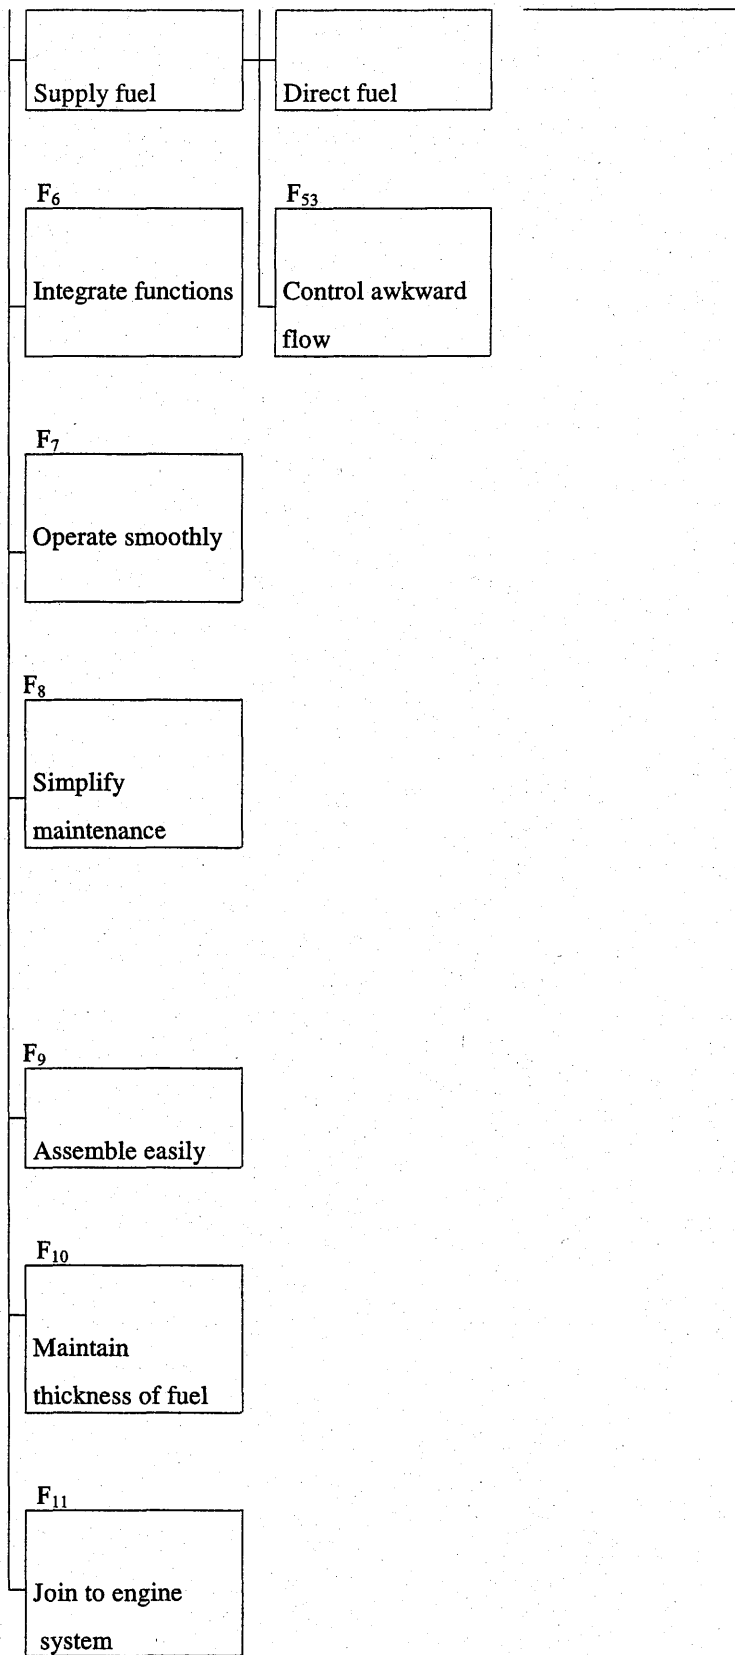 Supply fuel
Direct fuel
F₆
F₅₃
Integrate functions
Control awkward
flow
F₇
Operate smoothly
F₈
Simplify
maintenance
F₉
Assemble easily
F₁₀
Maintain
thickness of fuel
F₁₁
Join to engine
system